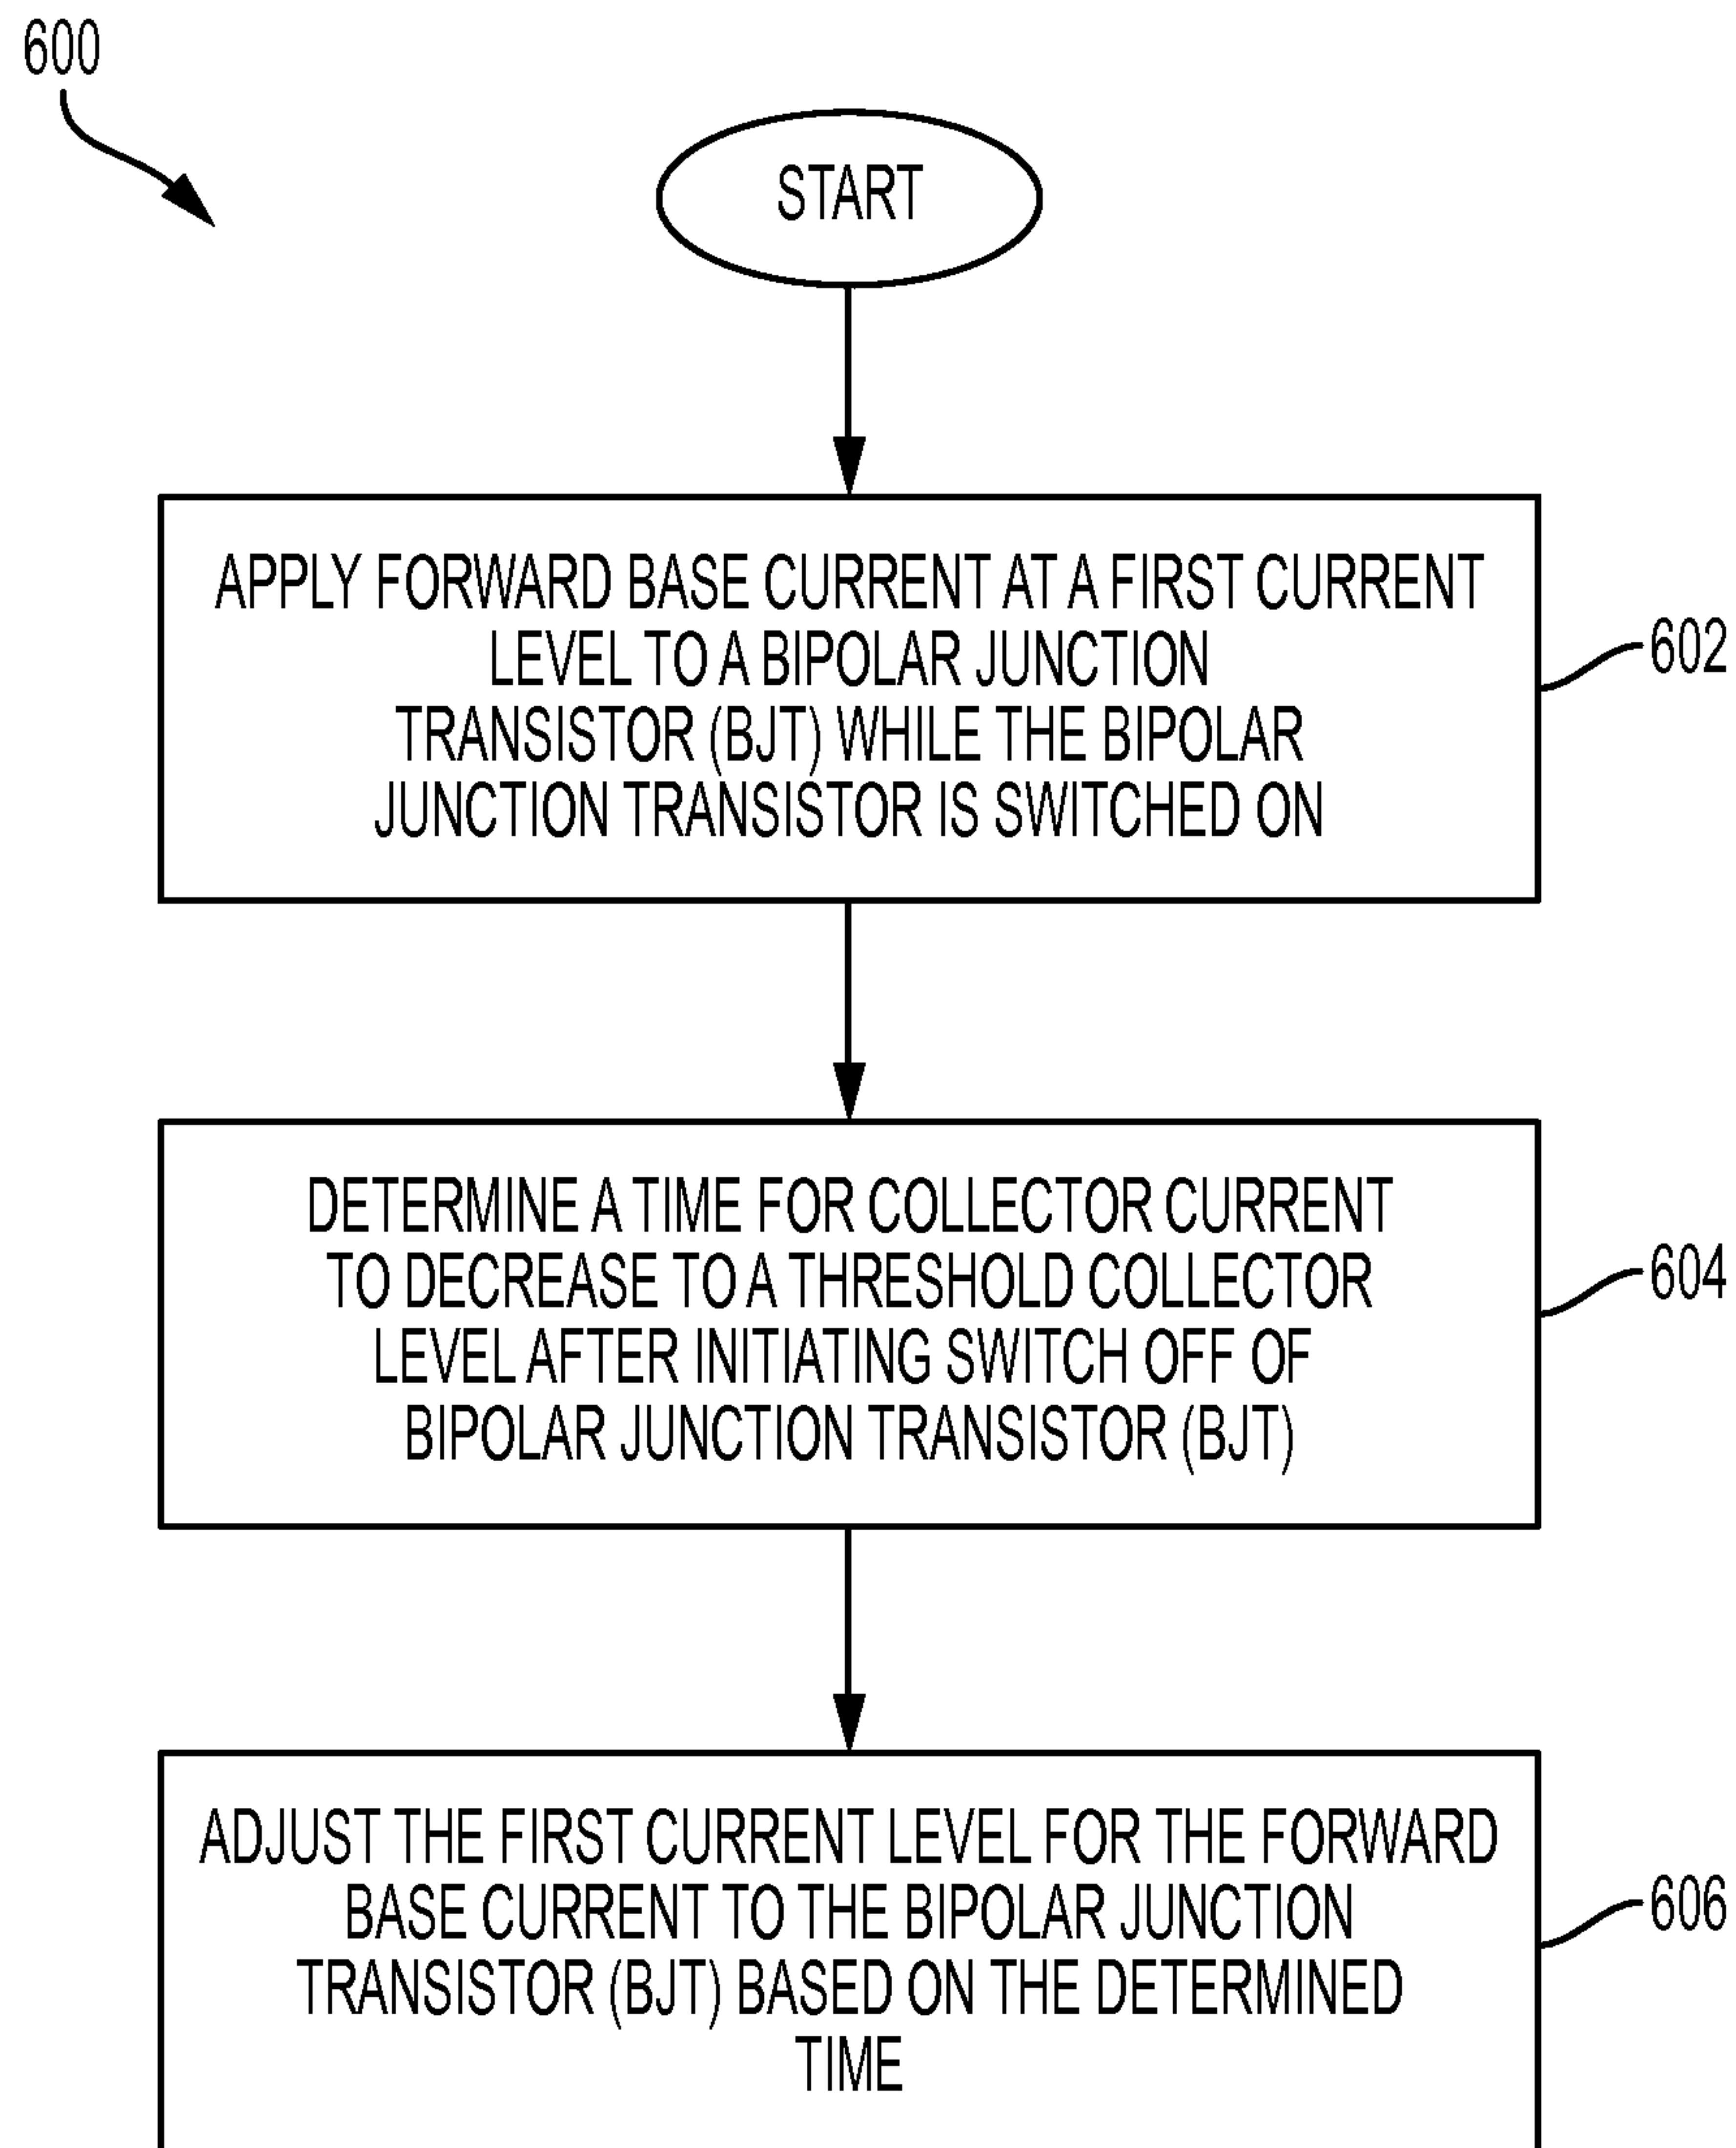 600
START
APPLY FORWARD BASE CURRENT AT A FIRST CURRENT
LEVEL TO A BIPOLAR JUNCTION
TRANSISTOR (BJT) WHILE THE BIPOLAR
JUNCTION TRANSISTOR IS SWITCHED ON
602
DETERMINE A TIME FOR COLLECTOR CURRENT
TO DECREASE TO A THRESHOLD COLLECTOR
LEVEL AFTER INITIATING SWITCH OFF OF
BIPOLAR JUNCTION TRANSISTOR (BJT)
604
ADJUST THE FIRST CURRENT LEVEL FOR THE FORWARD
BASE CURRENT TO THE BIPOLAR JUNCTION
TRANSISTOR (BJT) BASED ON THE DETERMINED
TIME
606